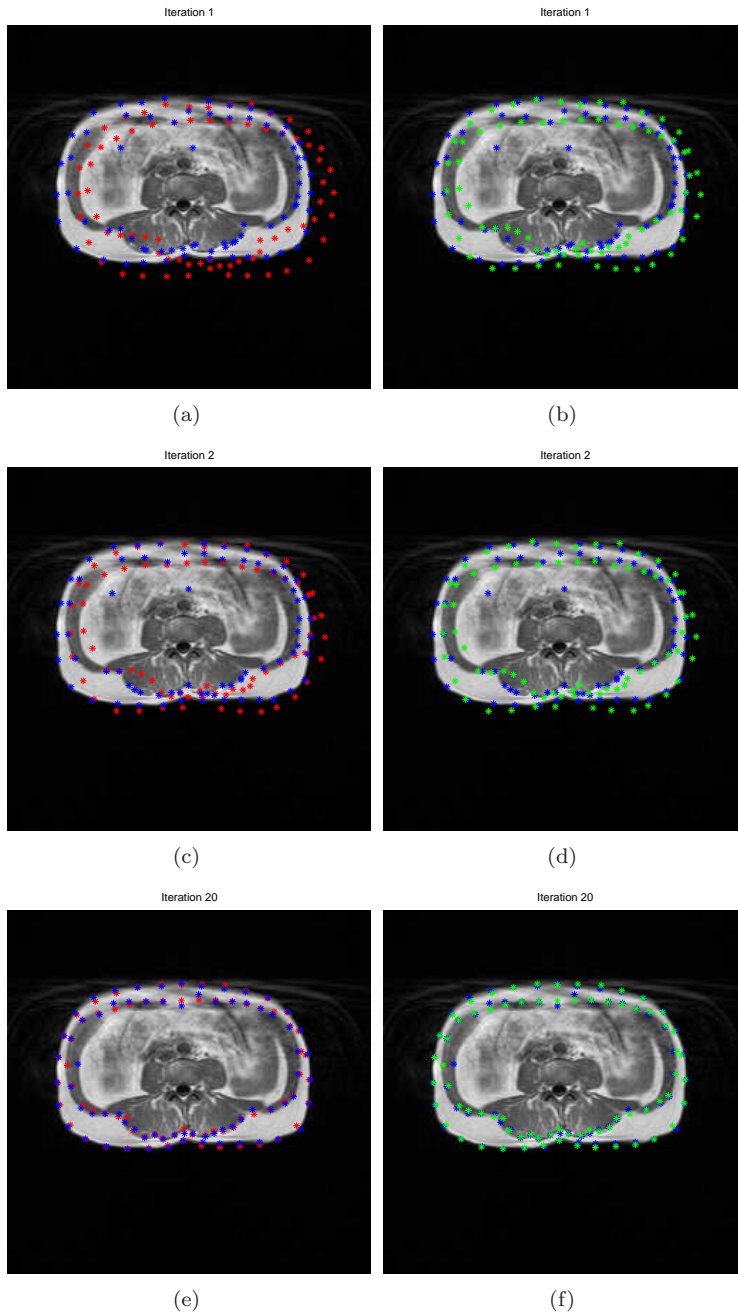 Iteration 1
Iteration 1
(a)
(b)
Iteration 2
Iteration 2
(c)
(d)
Iteration 20
Iteration 20
(e)
(f)